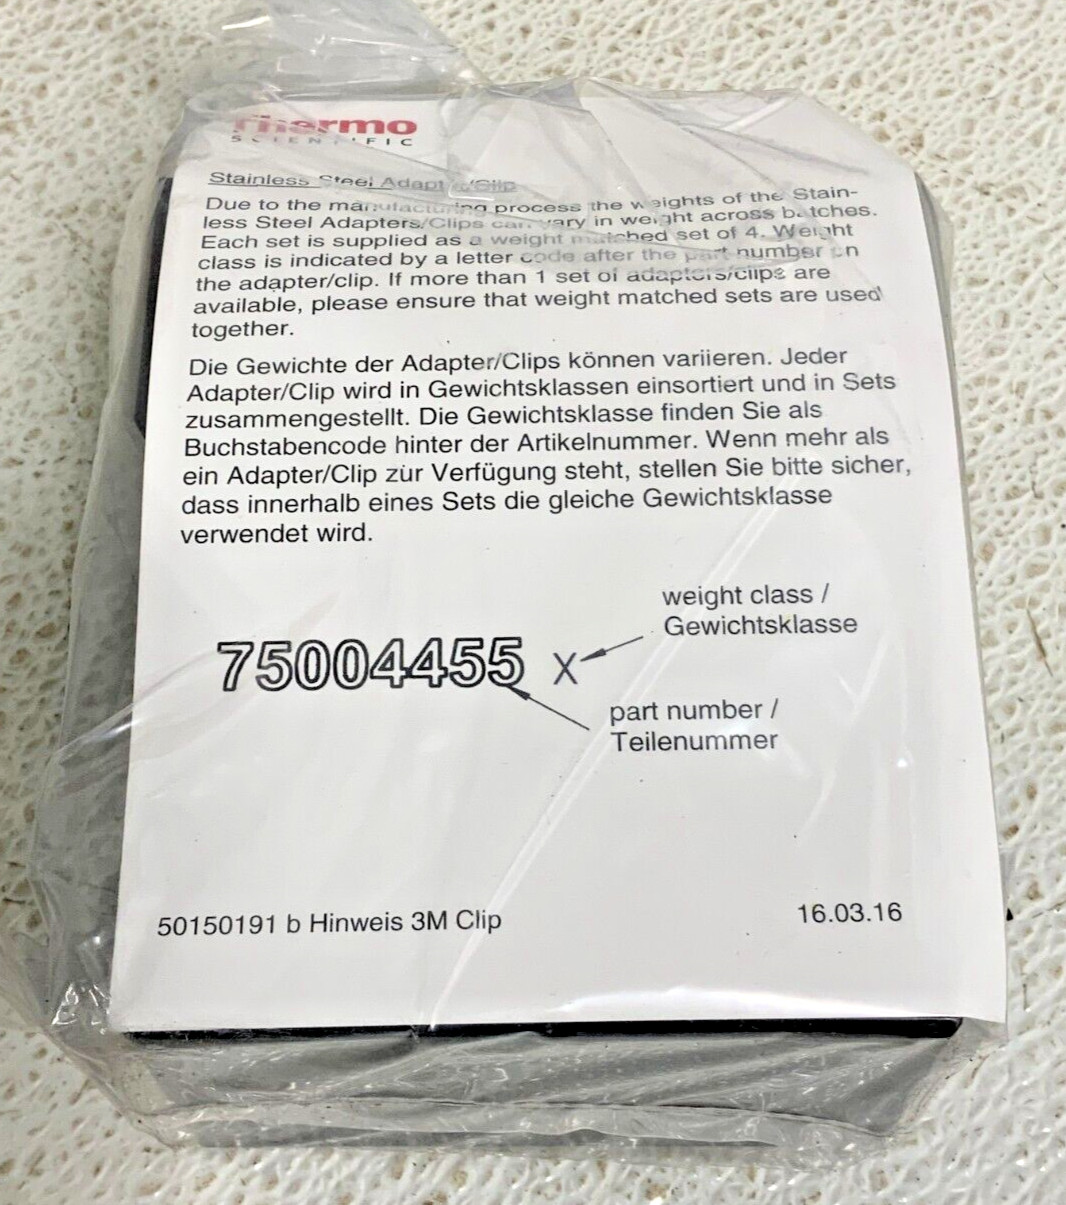 thermo
SCIENTIFIC
Stainless Steel Adapter/Clip
Due to the manufacturing process the weights of the Stain-
less Steel Adapters/Clips can vary in weight across batches.
Each set is supplied as a weight matched set of 4. Weight
class is indicated by a letter code after the part number on
the adapter/clip. If more than 1 set of adapters/clips are
available, please ensure that weight matched sets are used
together.
Die Gewichte der Adapter/Clips können variieren. Jeder
Adapter/Clip wird in Gewichtsklassen einsortiert und in Sets
zusammengestellt. Die Gewichtsklasse finden Sie als
Buchstabencode hinter der Artikelnummer. Wenn mehr als
ein Adapter/Clip zur Verfügung steht, stellen Sie bitte sicher,
dass innerhalb eines Sets die gleiche Gewichtsklasse
verwendet wird.
weight class /
Gewichtsklasse
75004455 X
part number /
Teilenummer
50150191 b Hinweis 3M Clip 16.03.16